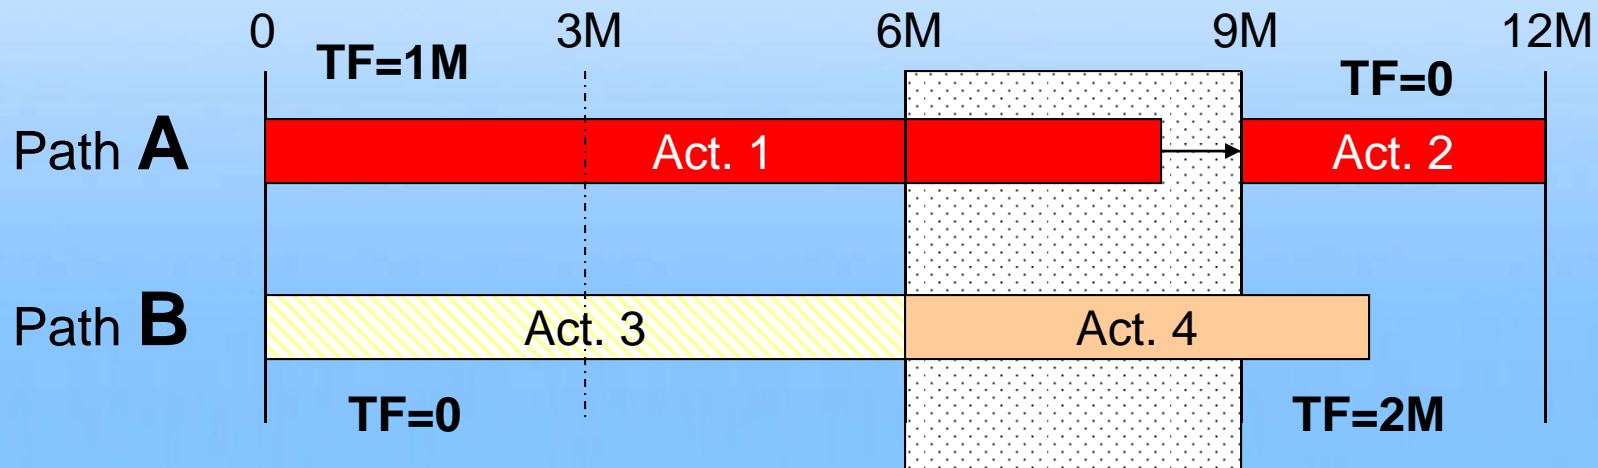 0 3M 6M 9M 12M
TF=1M TF=0
Path A Act. 1 Act. 2
Path B Act. 3 Act. 4
TF=0 TF=2M